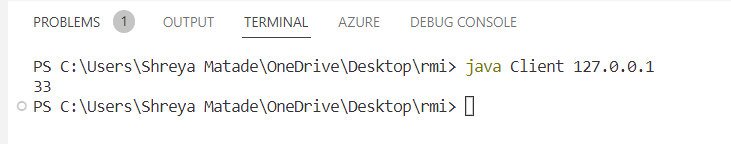 PROBLEMS 1 OUTPUT TERMINAL AZURE DEBUG CONSOLE
PS C:\Users\Shreya Matade\OneDrive\Desktop\rmi> java Client 127.0.0.1
33
PS C:\Users\Shreya Matade\OneDrive\Desktop\rmi>